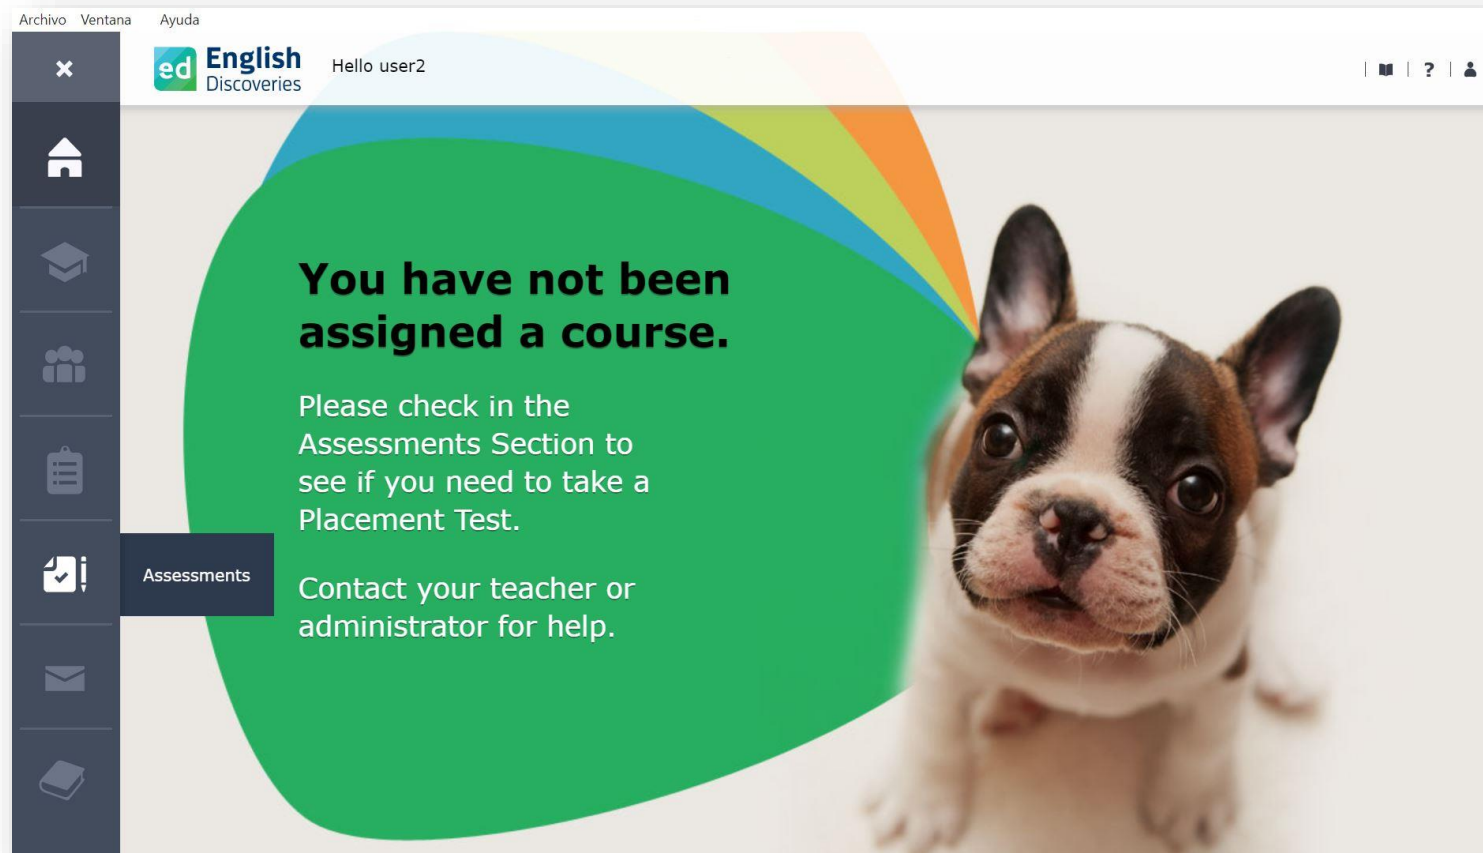 Archivo Ventana Ayuda
ed English Discoveries
Hello user2
?
You have not been
assigned a course.
Please check in the
Assessments Section to
see if you need to take a
Placement Test.
Assessments
Contact your teacher or
administrator for help.